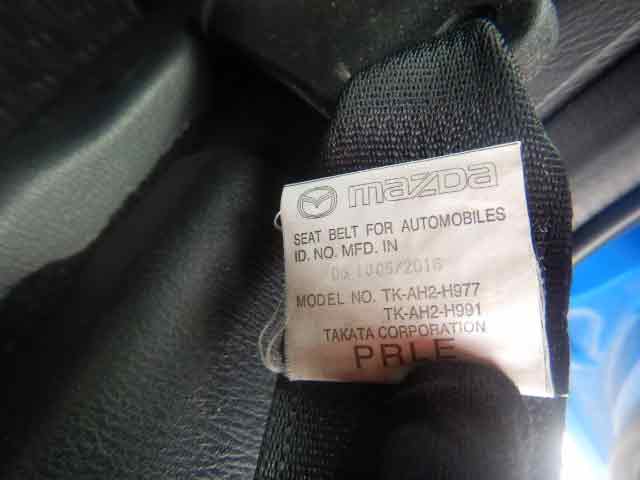 mazda
SEAT BELT FOR AUTOMOBILES
ID. NO. MFD. IN
MODEL NO. TK-AH2-H977
TK-AH2-H991
TAKATA CORPORATION
PRLE